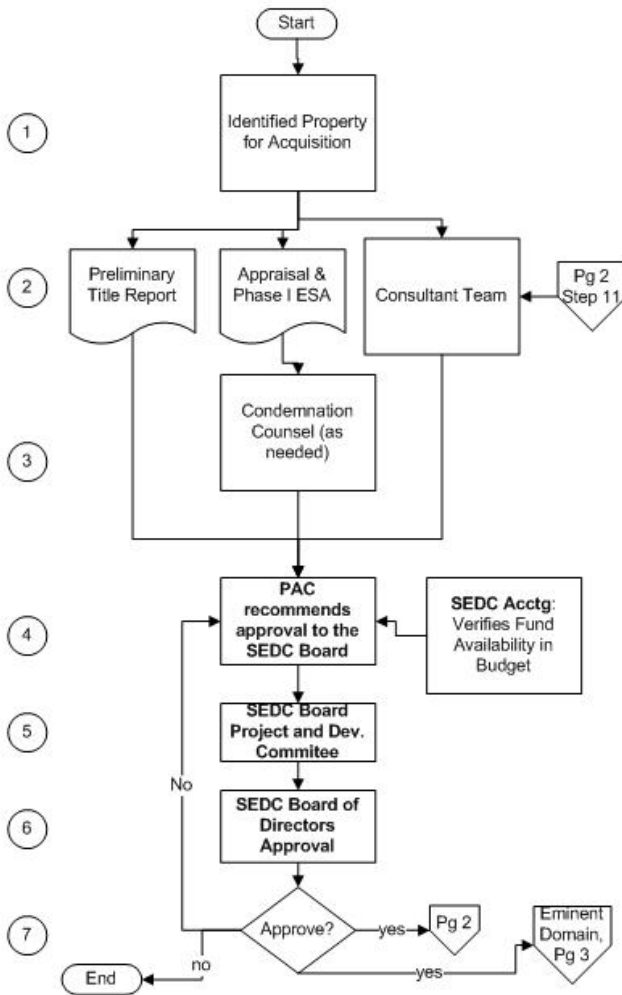 Start
1
Identified Property
for Acquisition
2
Preliminary
Title Report
Appraisal &
Phase I ESA
Consultant Team
Pg 2
Step 11
3
Condemnation
Counsel (as
needed)
4
PAC
recommends
approval to the
SEDC Board
SEDC Acctg:
Verifies Fund
Availability in
Budget
5
SEDC Board
Project and Dev.
Commitee
No
6
SEDC Board of
Directors
Approval
7
Approve?
yes
Pg 2
Eminent
Domain,
Pg 3
no
yes
End